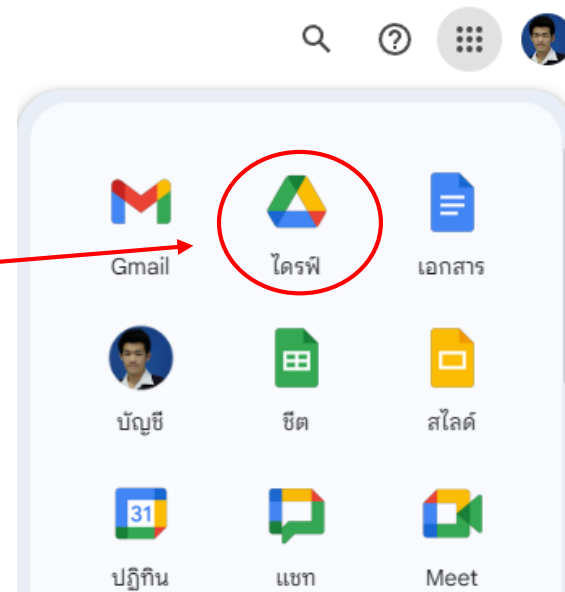 Gmail
ไดรฟ์
เอกสาร
บัญชี
ชีต
สไลด์
31
ปฏิทิน
แชท
Meet